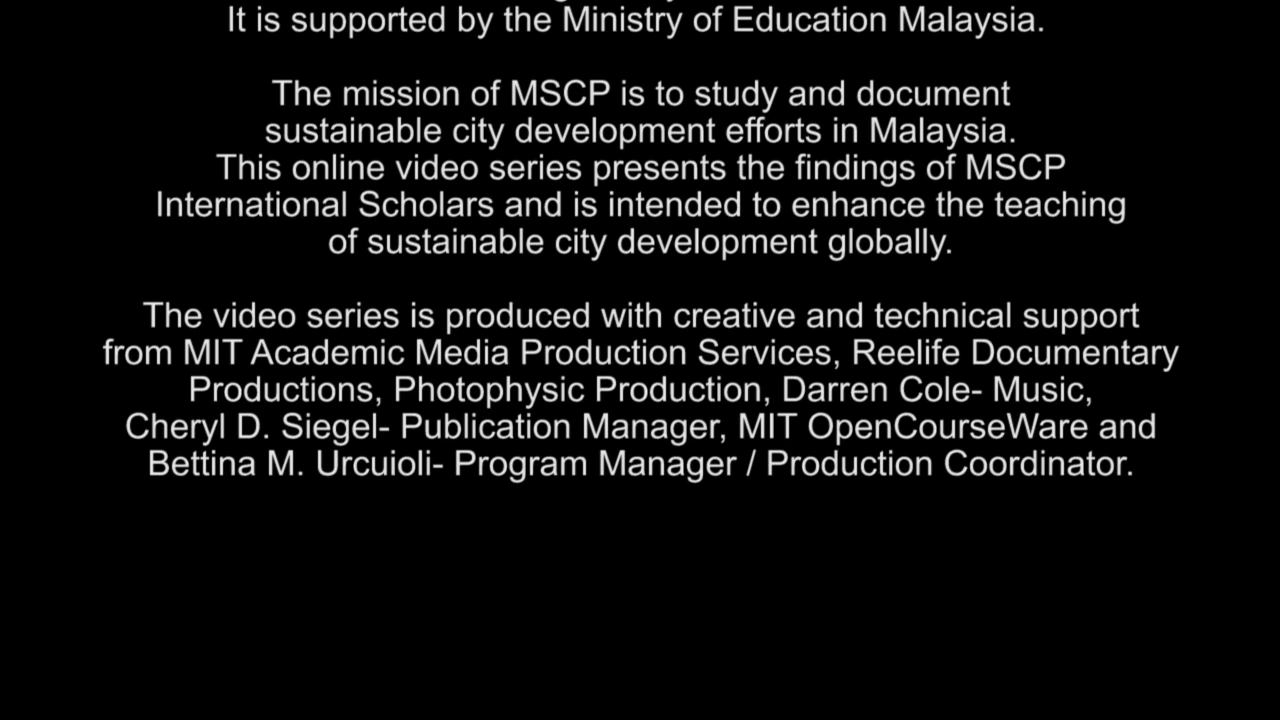 It is supported by the Ministry of Education Malaysia.
The mission of MSCP is to study and document
sustainable city development efforts in Malaysia.
This online video series presents the findings of MSCP
International Scholars and is intended to enhance the teaching
of sustainable city development globally.
The video series is produced with creative and technical support
from MIT Academic Media Production Services, Reelife Documentary
Productions, Photophysic Production, Darren Cole- Music,
Cheryl D. Siegel- Publication Manager, MIT OpenCourseWare and
Bettina M. Urcuioli- Program Manager / Production Coordinator.